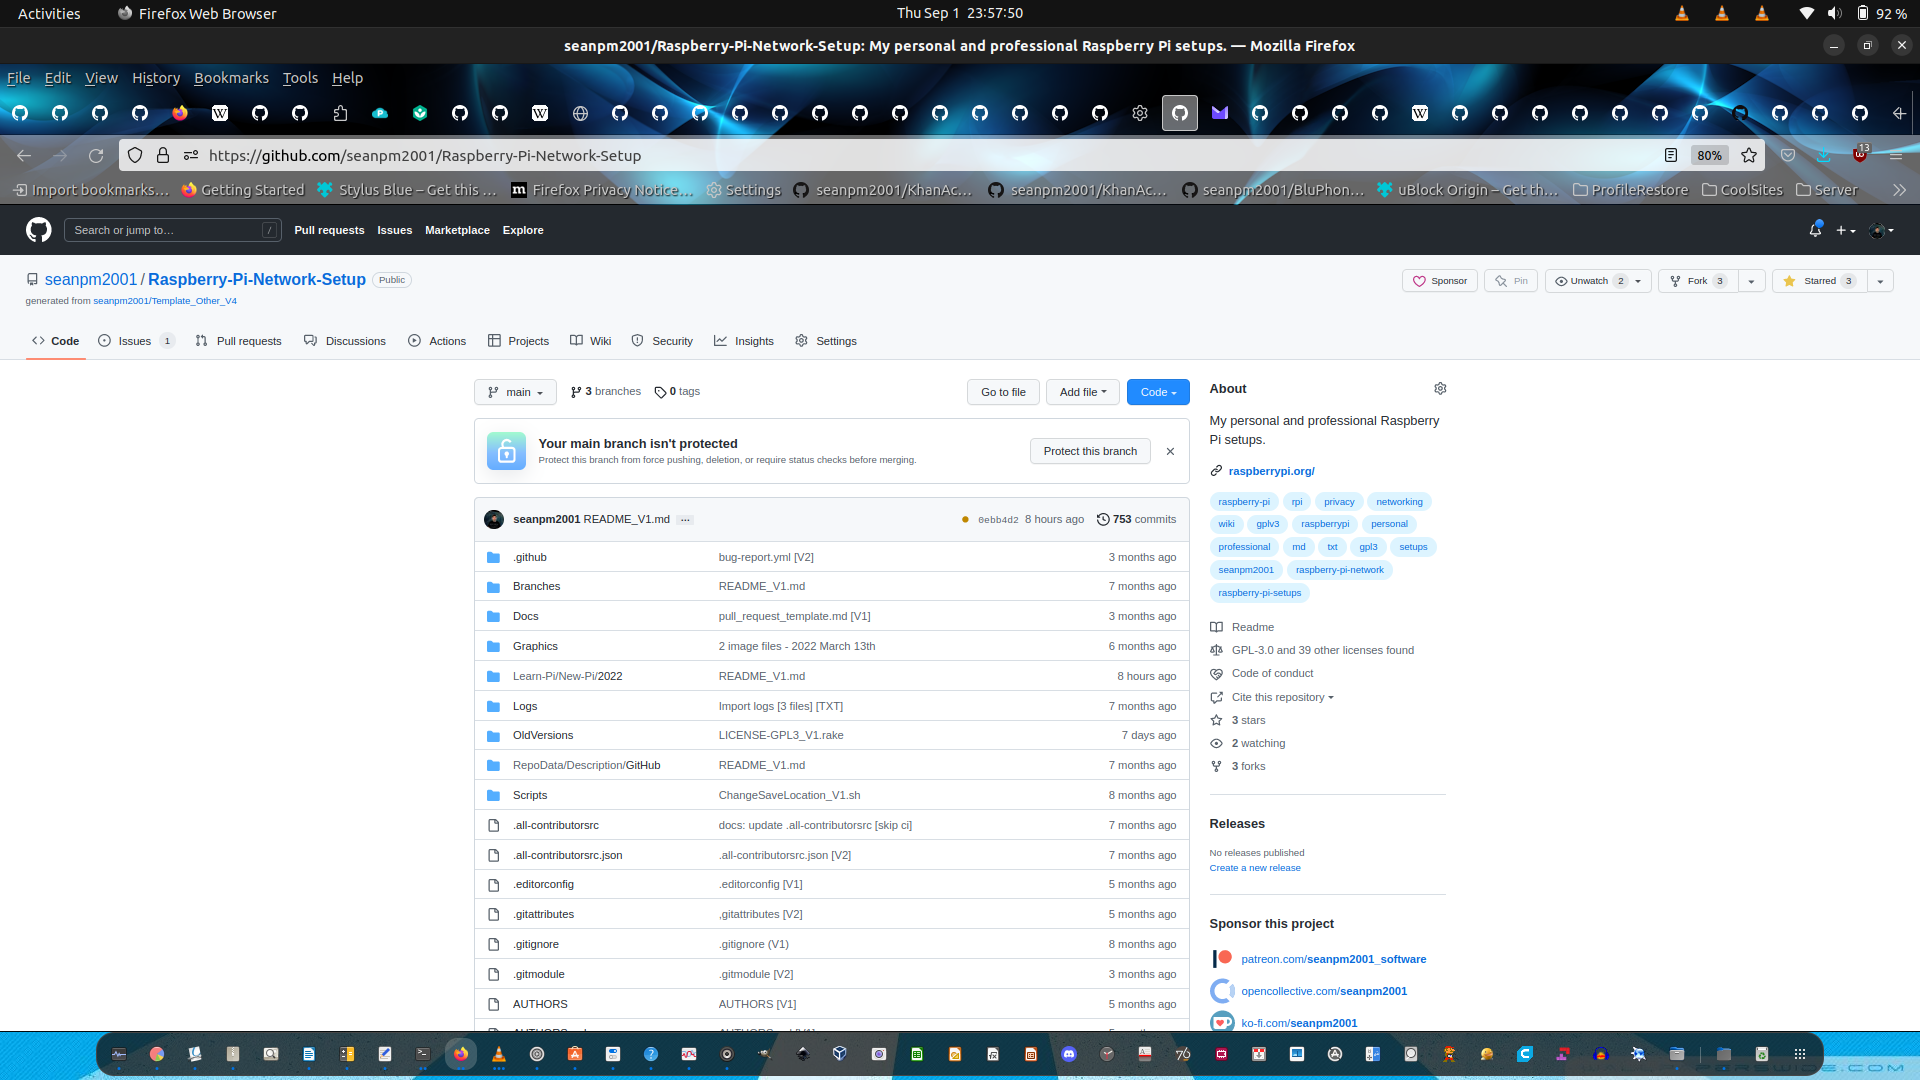 Activities Firefox Web Browser Thu Sep 1 23:57:50 92 %
seanpm2001/Raspberry-Pi-Network-Setup: My personal and professional Raspberry Pi setups. — Mozilla Firefox
File Edit View History Bookmarks Tools Help
https://github.com/seanpm2001/Raspberry-Pi-Network-Setup 80% 13
Import bookmarks… Getting Started Stylus Blue – Get this … Firefox Privacy Notice… Settings seanpm2001/KhanAc… seanpm2001/KhanAc… seanpm2001/BluPhon… uBlock Origin – Get th… ProfileRestore CoolSites Server
Search or jump to… / Pull requests Issues Marketplace Explore
seanpm2001 / Raspberry-Pi-Network-Setup Public
Sponsor Pin Unwatch 2 Fork 3 Starred 3
generated from seanpm2001/Template_Other_V4
Code Issues 1 Pull requests Discussions Actions Projects Wiki Security Insights Settings
main 3 branches 0 tags Go to file Add file Code
Your main branch isn't protected
Protect this branch from force pushing, deletion, or require status checks before merging.
Protect this branch
seanpm2001 README_V1.md ... 0ebb4d2 8 hours ago 753 commits
.github bug-report.yml [V2] 3 months ago
Branches README_V1.md 7 months ago
Docs pull_request_template.md [V1] 3 months ago
Graphics 2 image files - 2022 March 13th 6 months ago
Learn-Pi/New-Pi/2022 README_V1.md 8 hours ago
Logs Import logs [3 files] [TXT] 7 months ago
OldVersions LICENSE-GPL3_V1.rake 7 days ago
RepoData/Description/GitHub README_V1.md 7 months ago
Scripts ChangeSaveLocation_V1.sh 8 months ago
.all-contributorsrc docs: update .all-contributorsrc [skip ci] 7 months ago
.all-contributorsrc.json .all-contributorsrc.json [V2] 7 months ago
.editorconfig .editorconfig [V1] 5 months ago
.gitattributes ,gitattributes [V2] 5 months ago
.gitignore .gitignore (V1) 8 months ago
.gitmodule .gitmodule [V2] 3 months ago
AUTHORS AUTHORS [V1] 5 months ago
About
My personal and professional Raspberry
Pi setups.
raspberrypi.org/
raspberry-pi rpi privacy networking
wiki gplv3 raspberrypi personal
professional md txt gpl3 setups
seanpm2001 raspberry-pi-network
raspberry-pi-setups
Readme
GPL-3.0 and 39 other licenses found
Code of conduct
Cite this repository
3 stars
2 watching
3 forks
Releases
No releases published
Create a new release
Sponsor this project
patreon.com/seanpm2001_software
opencollective.com/seanpm2001
ko-fi.com/seanpm2001